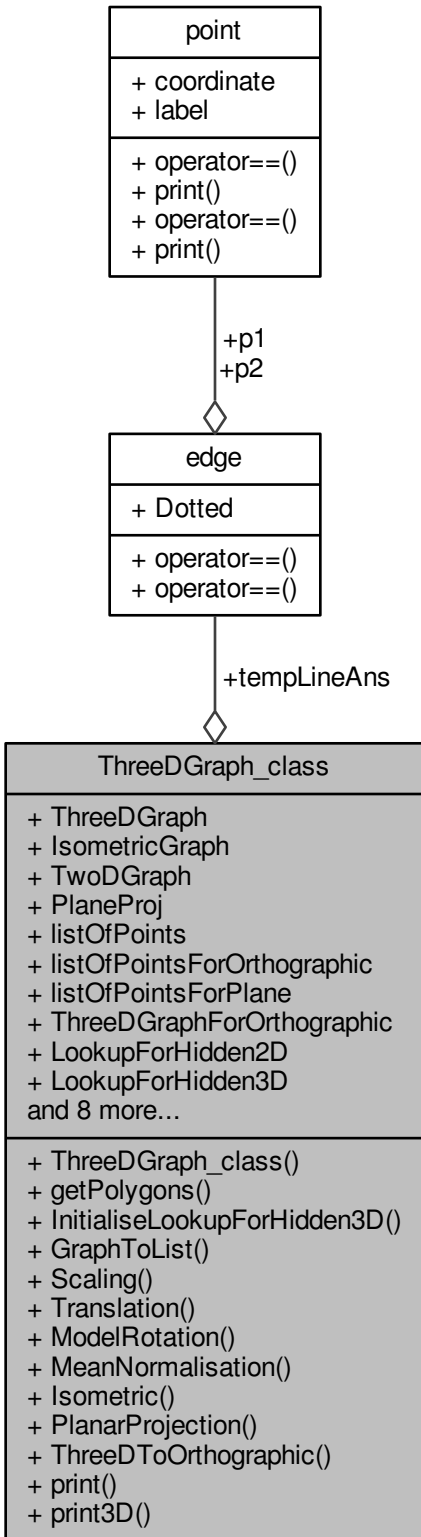 point
+ coordinate
+ label
+ operator==()
+ print()
+ operator==()
+ print()
+p1
+p2
edge
+ Dotted
+ operator==()
+ operator==()
+tempLineAns
ThreeDGraph_class
+ ThreeDGraph
+ IsometricGraph
+ TwoDGraph
+ PlaneProj
+ listOfPoints
+ listOfPointsForOrthographic
+ listOfPointsForPlane
+ ThreeDGraphForOrthographic
+ LookupForHidden2D
+ LookupForHidden3D
and 8 more...
+ ThreeDGraph_class()
+ getPolygons()
+ InitialiseLookupForHidden3D()
+ GraphToList()
+ Scaling()
+ Translation()
+ ModelRotation()
+ MeanNormalisation()
+ Isometric()
+ PlanarProjection()
+ ThreeDToOrthographic()
+ print()
+ print3D()